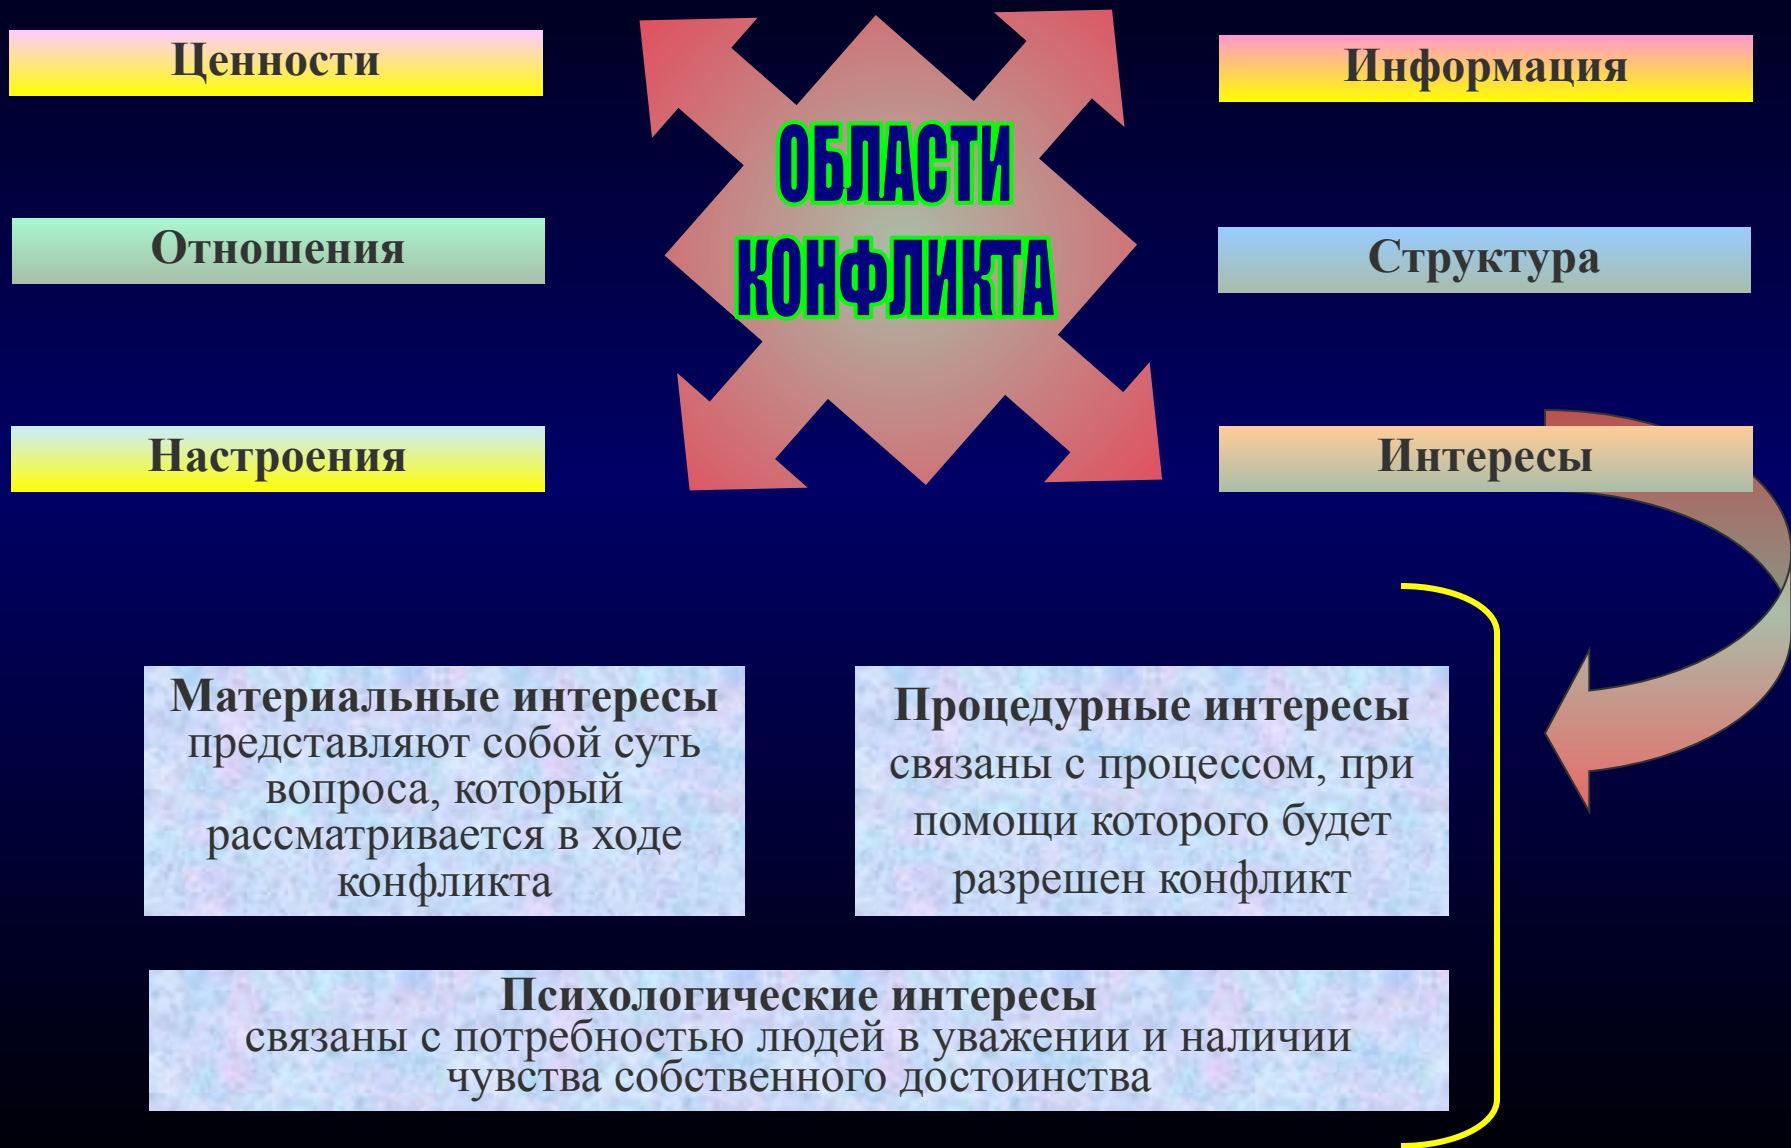 Ценности
Информация
ОБЛАСТИ
КОНФЛИКТА
Отношения
Структура
Настроения
Интересы
Материальные интересы
представляют собой суть
вопроса, который
рассматривается в ходе
конфликта
Процедурные интересы
связаны с процессом, при
помощи которого будет
разрешен конфликт
Психологические интересы
связаны с потребностью людей в уважении и наличии
чувства собственного достоинства